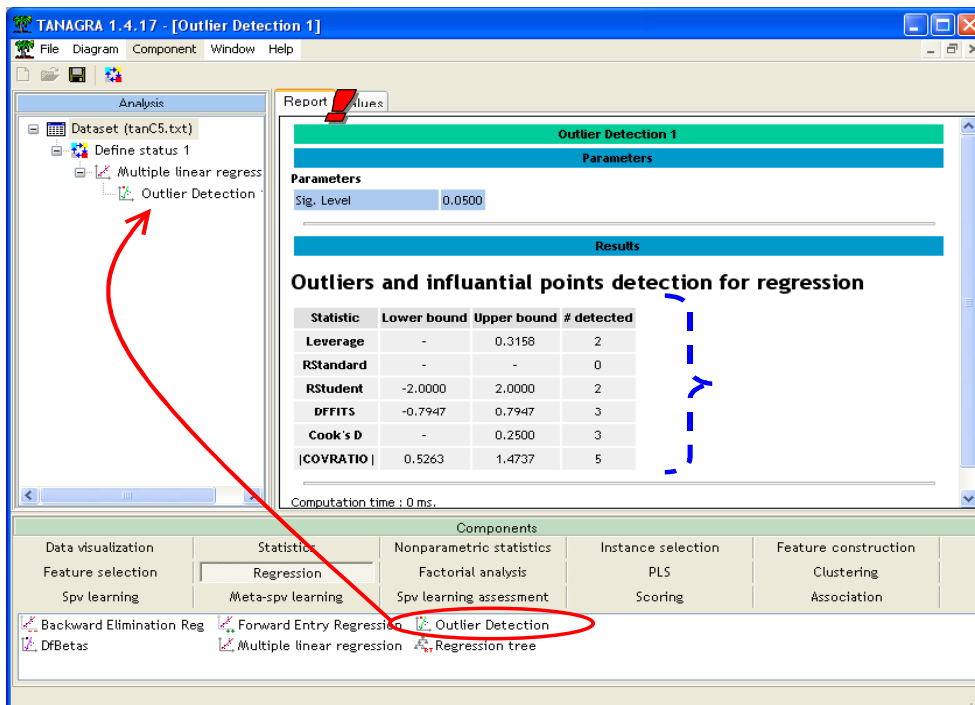 TANAGRA 1.4.17 - [Outlier Detection 1]
File Diagram Component Window Help
Analysis
Dataset (tanC5.txt)
Define status 1
Multiple linear regress
Outlier Detection
Report
alues
Outlier Detection 1
Parameters
Parameters
Sig. Level 0.0500
Results
Outliers and influantial points detection for regression
Statistic Lower bound Upper bound # detected
Leverage - 0.3158 2
RStandard - - 0
RStudent -2.0000 2.0000 2
DFFITS -0.7947 0.7947 3
Cook's D - 0.2500 3
|COVRATIO| 0.5263 1.4737 5
Computation time : 0 ms.
Components
Data visualization Statistics Nonparametric statistics Instance selection Feature construction
Feature selection Regression Factorial analysis PLS Clustering
Spv learning Meta-spv learning Spv learning assessment Scoring Association
Backward Elimination Reg Forward Entry Regression Outlier Detection
DfBetas Multiple linear regression Regression tree